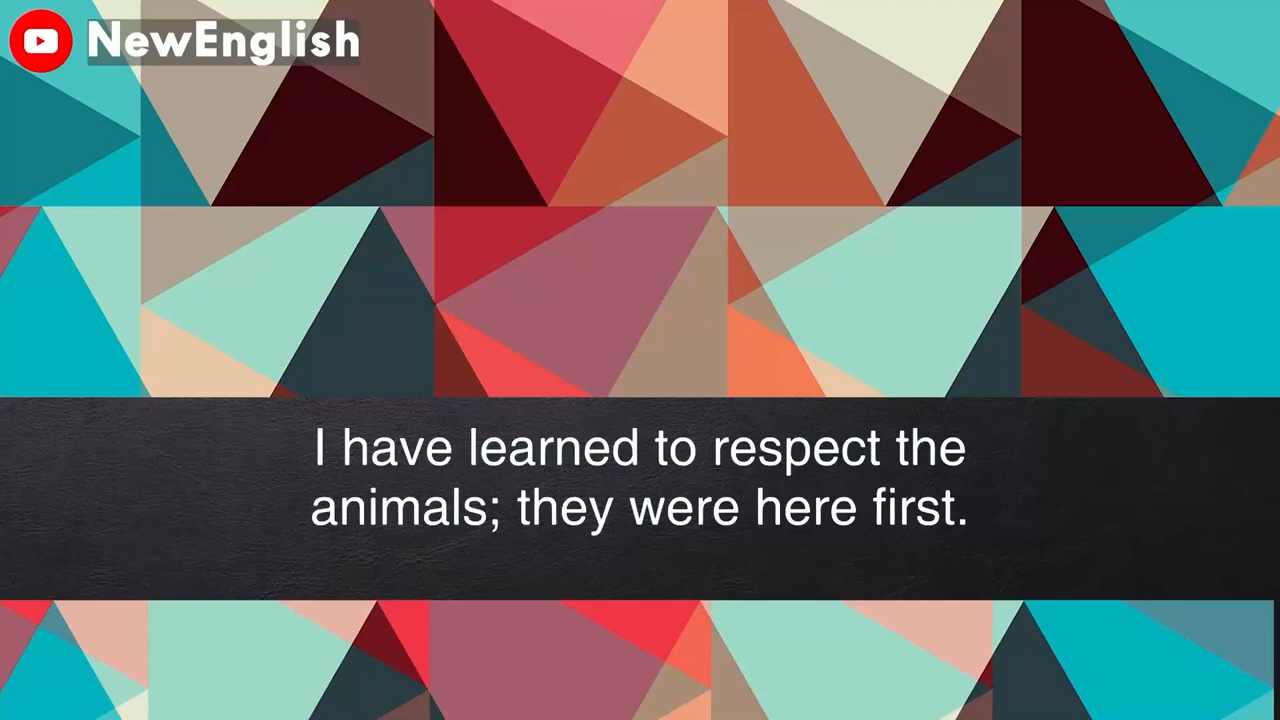 NewEnglish
I have learned to respect the
animals; they were here first.